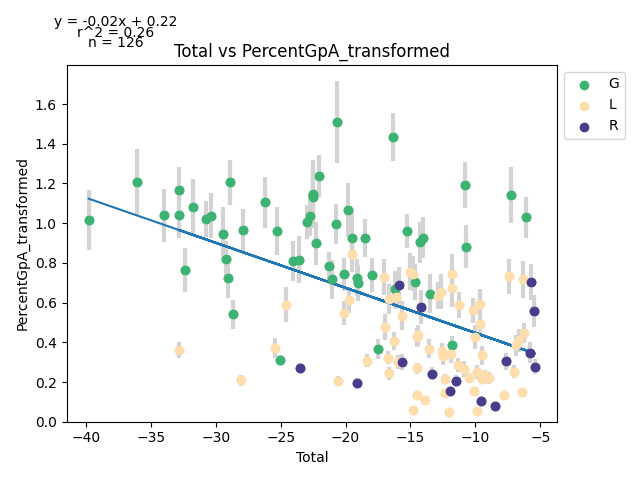 y = -0.02x + 0.22
r^2 = 0.26
n = 126
Total vs PercentGpA_transformed
G
L
R
PercentGpA_transformed
1.6
1.4
1.2
1.0
0.8
0.6
0.4
0.2
0.0
−40 −35 −30 −25 −20 −15 −10 −5
Total